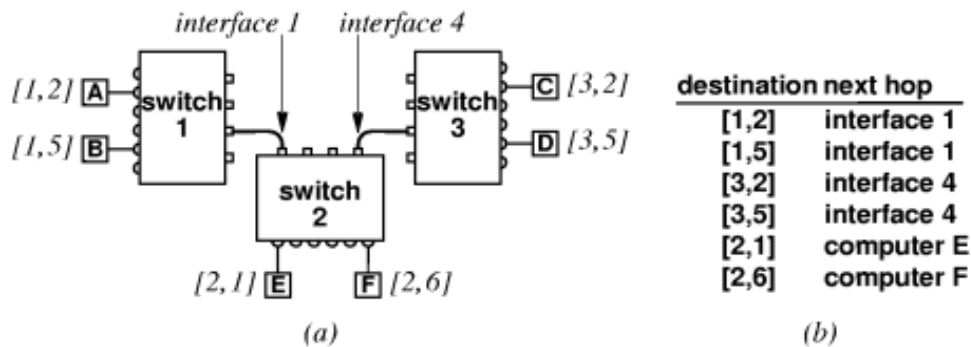 interface 1 interface 4
[1,2] A switch 1 switch 3 C [3,2]
[1,5] B D [3,5]
switch 2
[2,1] E F [2,6]
(a)
destination next hop
[1,2] interface 1
[1,5] interface 1
[3,2] interface 4
[3,5] interface 4
[2,1] computer E
[2,6] computer F
(b)